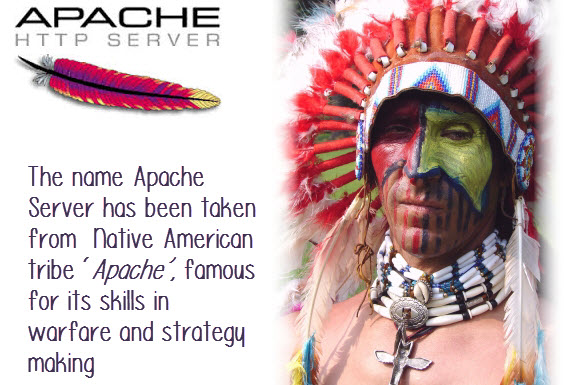 APACHE
HTTP SERVER
The name Apache
Server has been taken
from Native American
tribe ´Apache´, famous
for its skills in
warfare and strategy
making